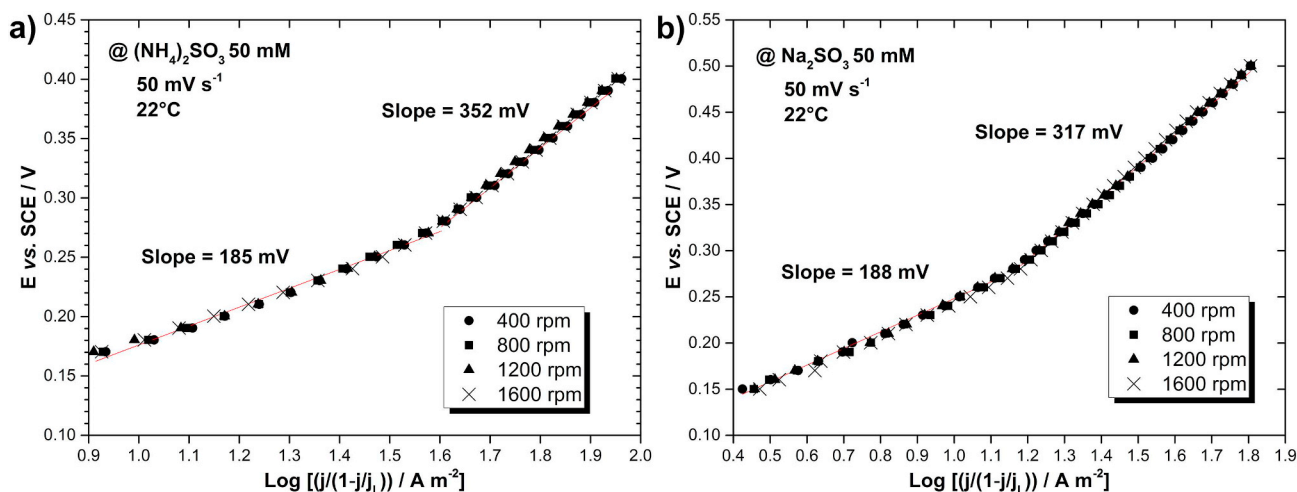 a)
@ (NH₄)₂SO₃ 50 mM
50 mV s⁻¹
22°C
Slope = 352 mV
Slope = 185 mV
400 rpm
800 rpm
1200 rpm
1600 rpm
E vs. SCE / V
0.45
0.40
0.35
0.30
0.25
0.20
0.15
0.10
0.9 1.0 1.1 1.2 1.3 1.4 1.5 1.6 1.7 1.8 1.9 2.0
Log [(j/(1-j/j_L)) / A m⁻²]
b)
@ Na₂SO₃ 50 mM
50 mV s⁻¹
22°C
Slope = 317 mV
Slope = 188 mV
400 rpm
800 rpm
1200 rpm
1600 rpm
E vs. SCE / V
0.55
0.50
0.45
0.40
0.35
0.30
0.25
0.20
0.15
0.10
0.4 0.5 0.6 0.7 0.8 0.9 1.0 1.1 1.2 1.3 1.4 1.5 1.6 1.7 1.8 1.9
Log [(j/(1-j/j_L)) / A m⁻²]